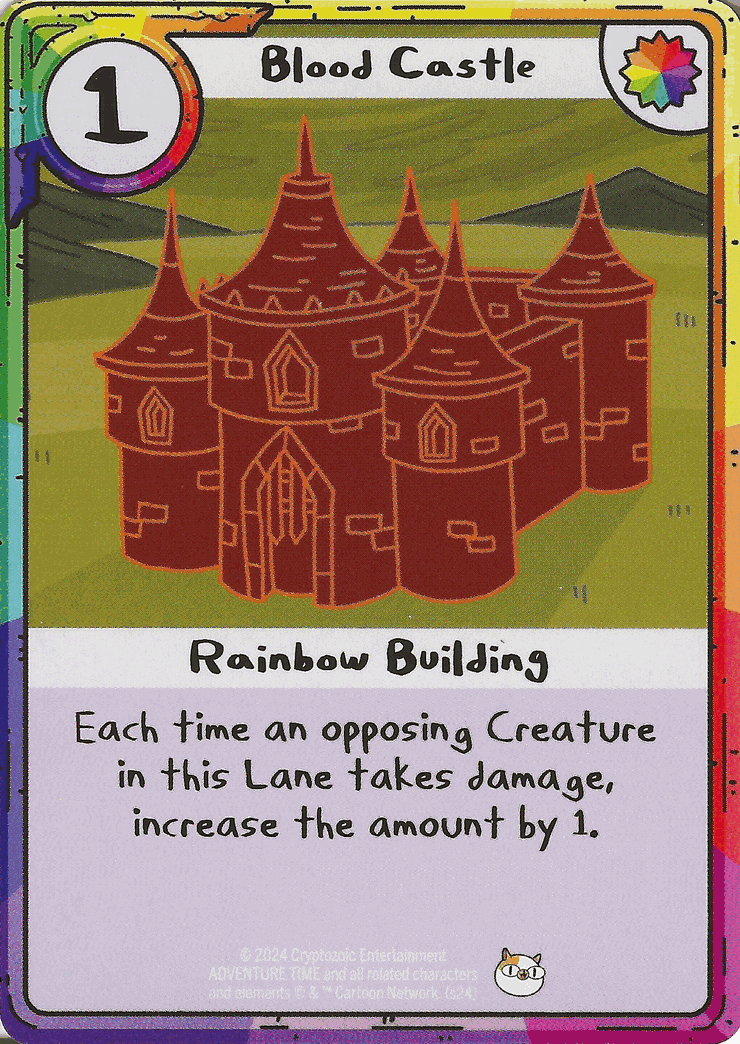 1
Blood Castle
Rainbow Building
Each time an opposing Creature
in this Lane takes damage,
increase the amount by 1.
© 2024 Cryptozoic Entertainment
ADVENTURE TIME and all related characters
and elements © & ™ Cartoon Network. (s24)